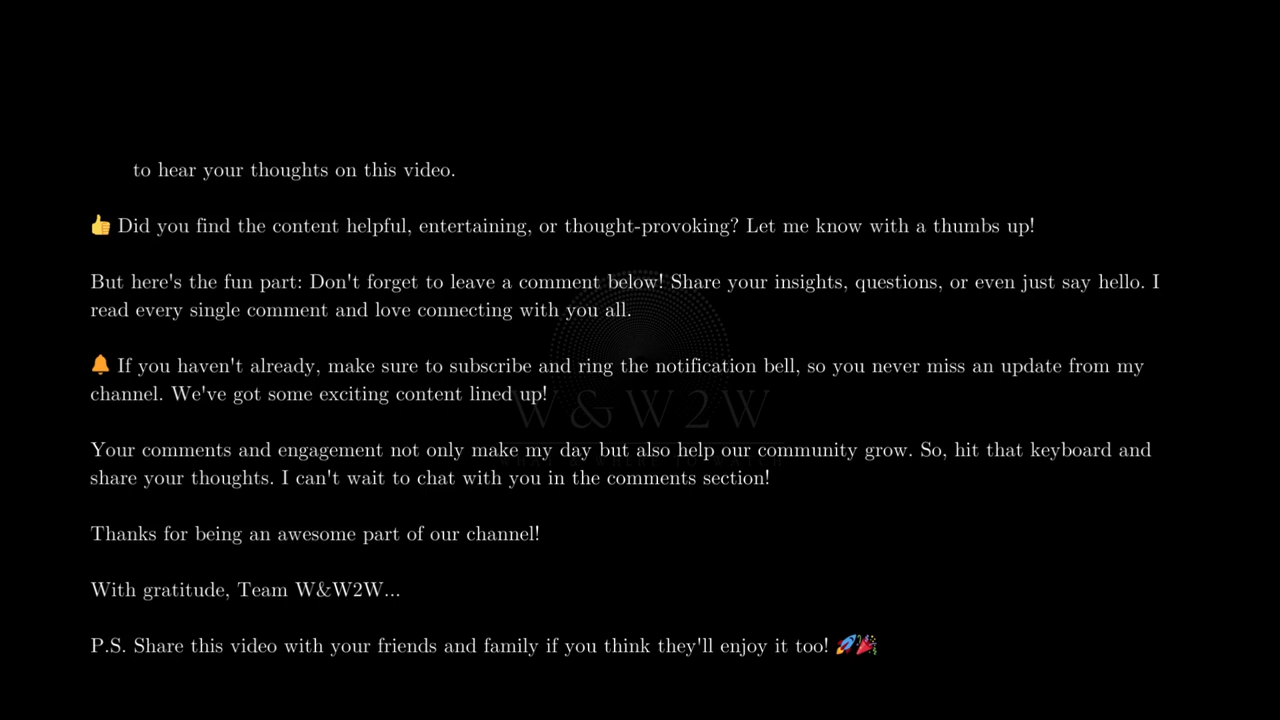 to hear your thoughts on this video.
👍 Did you find the content helpful, entertaining, or thought-provoking? Let me know with a thumbs up!
But here's the fun part: Don't forget to leave a comment below! Share your insights, questions, or even just say hello. I
read every single comment and love connecting with you all.
🔔 If you haven't already, make sure to subscribe and ring the notification bell, so you never miss an update from my
channel. We've got some exciting content lined up!
W&W2W
Your comments and engagement not only make my day but also help our community grow. So, hit that keyboard and
share your thoughts. I can't wait to chat with you in the comments section!
Thanks for being an awesome part of our channel!
With gratitude, Team W&W2W...
P.S. Share this video with your friends and family if you think they'll enjoy it too! 🚀🎉